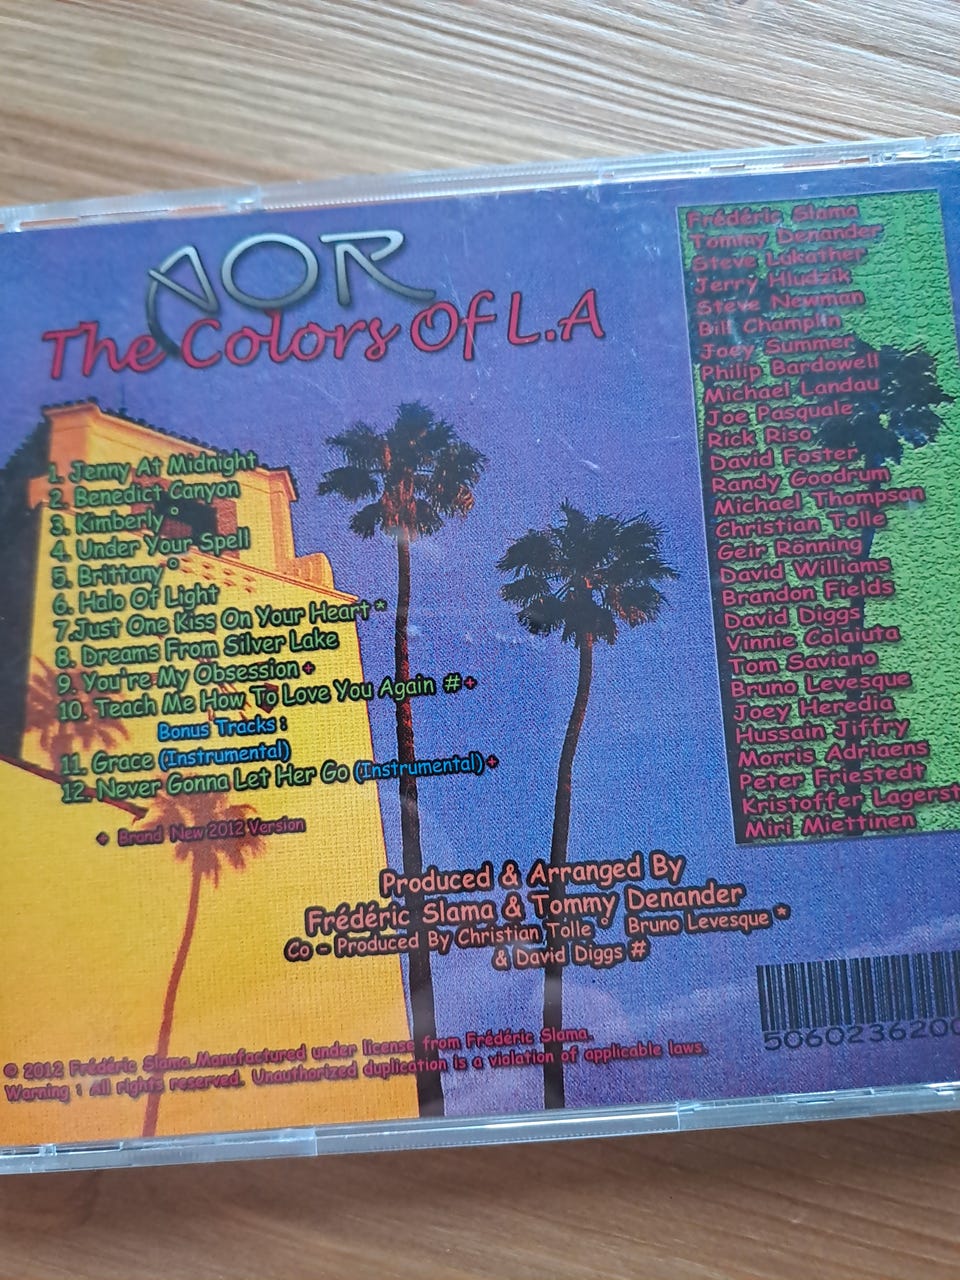 AOR
The Colors Of L.A
1. Jenny At Midnight
2. Benedict Canyon
3. Kimberly °
4. Under Your Spell
5. Brittany °
6. Halo Of Light
7.Just One Kiss On Your Heart *
8. Dreams From Silver Lake
9. You're My Obsession +
10. Teach Me How To Love You Again #+
Bonus Tracks :
11. Grace (Instrumental)
12. Never Gonna Let Her Go (Instrumental)+
+ Brand New 2012 Version
Produced & Arranged By
Frédéric Slama & Tommy Denander
Co - Produced By Christian Tolle ° Bruno Levesque *
& David Diggs #
© 2012 Frédéric Slama.Manufactured under license from Frédéric Slama.
Warning : All rights reserved. Unauthorized duplication is a violation of applicable laws.
Frédéric Slama
Tommy Denander
Steve Lukather
Jerry Hludzik
Steve Newman
Bill Champlin
Joey Summer
Philip Bardowell
Michael Landau
Joe Pasquale
Rick Riso
David Foster
Randy Goodrum
Michael Thompson
Christian Tolle
Geir Rönning
David Williams
Brandon Fields
David Diggs
Vinnie Colaiuta
Tom Saviano
Bruno Levesque
Joey Heredia
Hussain Jiffry
Morris Adriaens
Peter Friestedt
Kristoffer Lagerst
Miri Miettinen
506023620